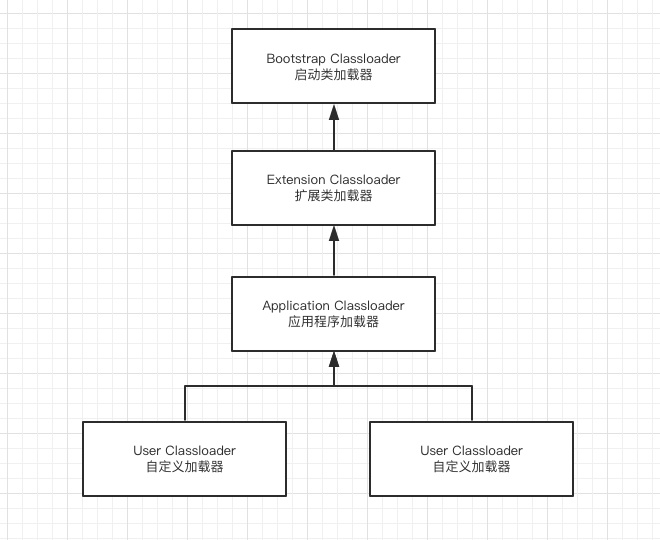 Bootstrap Classloader
启动类加载器
Extension Classloader
扩展类加载器
Application Classloader
应用程序加载器
User Classloader
自定义加载器
User Classloader
自定义加载器